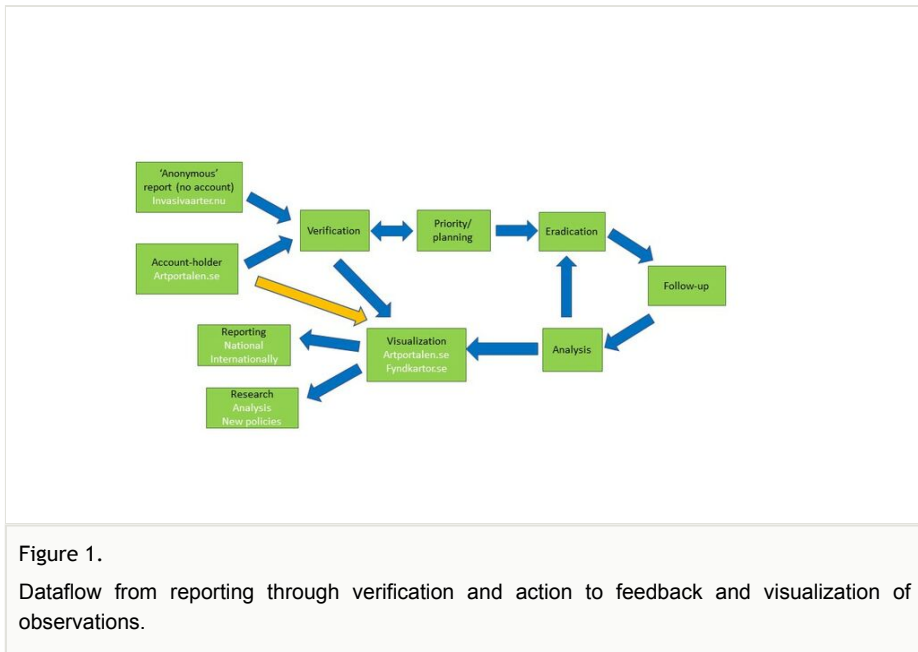 'Anonymous'
report (no account)
Invasivaarter.nu
Account-holder
Artportalen.se
Verification
Priority/
planning
Eradication
Follow-up
Reporting
National
Internationally
Visualization
Artportalen.se
Fyndkartor.se
Analysis
Research
Analysis
New policies
Figure 1.
Dataflow from reporting through verification and action to feedback and visualization of
observations.